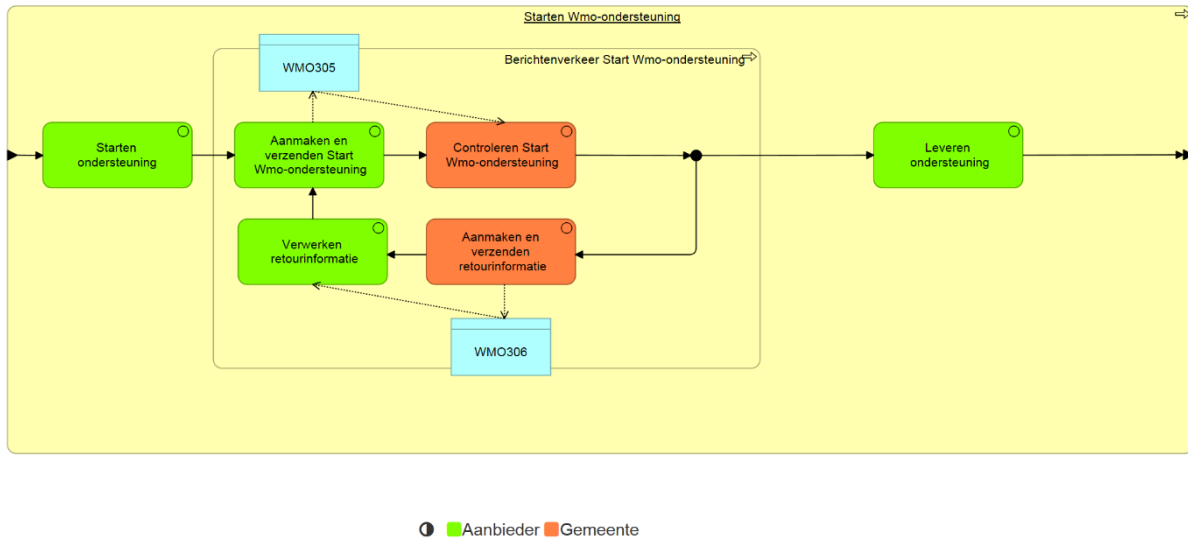 Starten Wmo-ondersteuning
Berichtenverkeer Start Wmo-ondersteuning
WMO305
Starten
ondersteuning
Aanmaken en
verzenden Start
Wmo-ondersteuning
Controleren Start
Wmo-ondersteuning
Leveren
ondersteuning
Verwerken
retourinformatie
Aanmaken en
verzenden
retourinformatie
WMO306
Aanbieder Gemeente